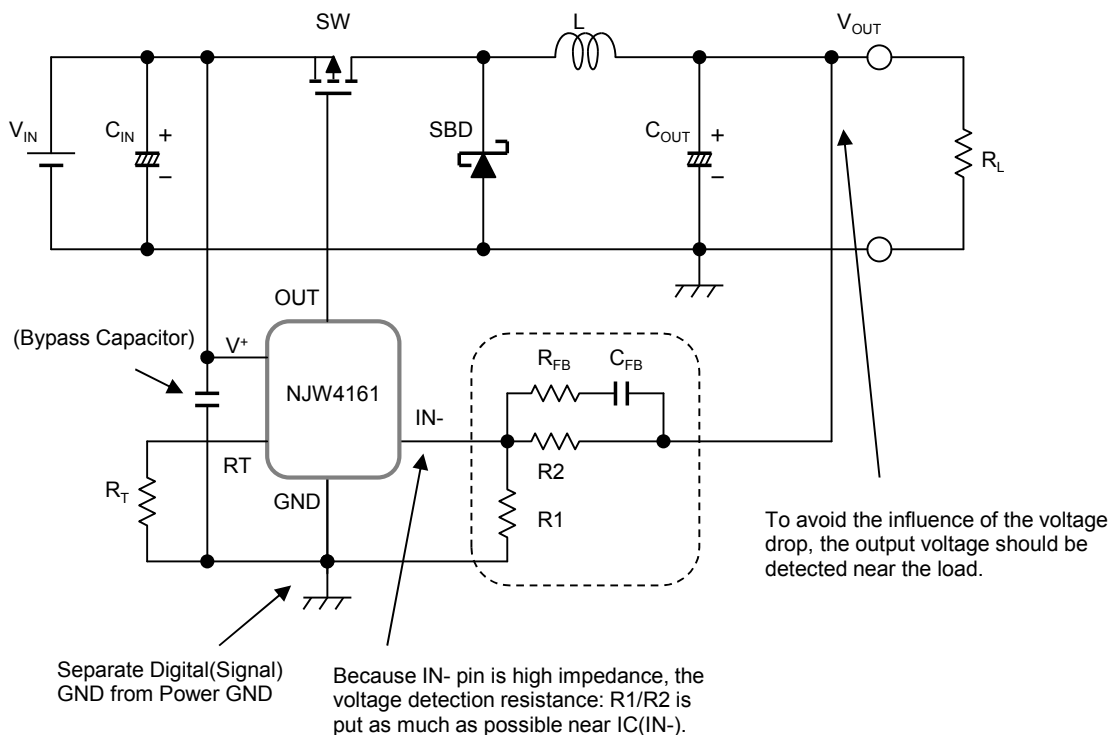 SW
L
V_OUT
V_IN
C_IN
+
−
SBD
C_OUT
+
−
R_L
OUT
(Bypass Capacitor)
V+
R_FB
C_FB
NJW4161
IN-
RT
R2
R_T
GND
R1
To avoid the influence of the voltage
drop, the output voltage should be
detected near the load.
Separate Digital(Signal)
GND from Power GND
Because IN- pin is high impedance, the
voltage detection resistance: R1/R2 is
put as much as possible near IC(IN-).